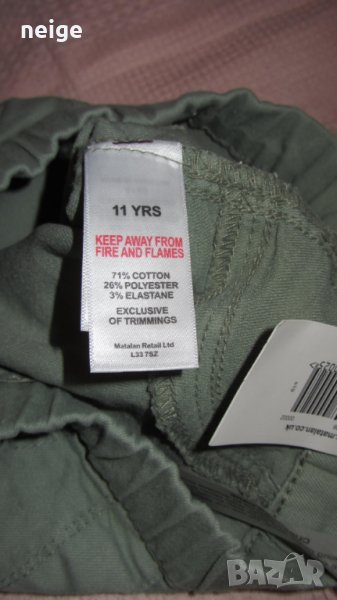 neige
11 YRS
KEEP AWAY FROM
FIRE AND FLAMES
71% COTTON
26% POLYESTER
3% ELASTANE
EXCLUSIVE
OF TRIMMINGS
Matalan Retail Ltd
L33 7SZ
.matalan.co.uk
BAZAR